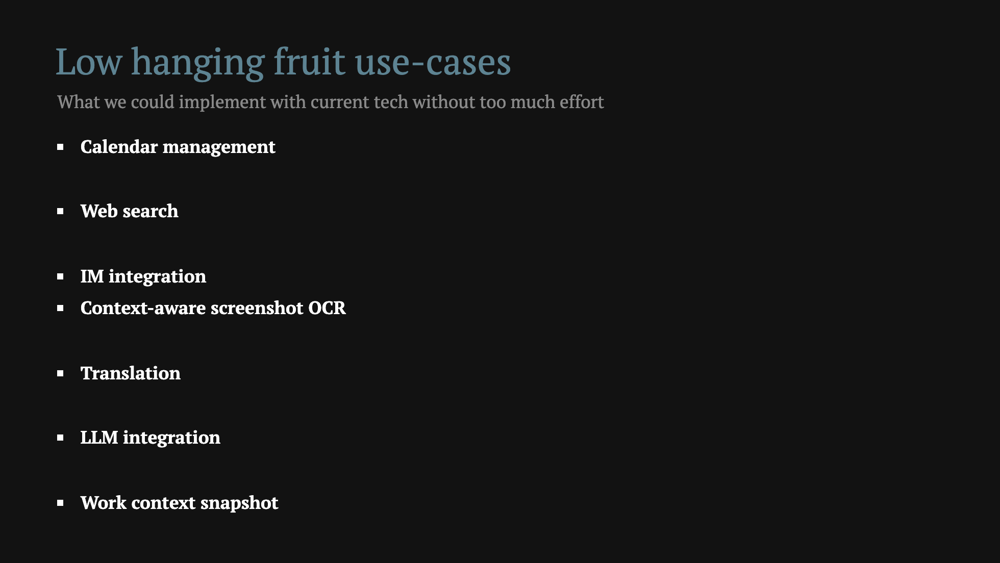 Low hanging fruit use-cases
What we could implement with current tech without too much effort
▪ Calendar management
▪ Web search
▪ IM integration
▪ Context-aware screenshot OCR
▪ Translation
▪ LLM integration
▪ Work context snapshot